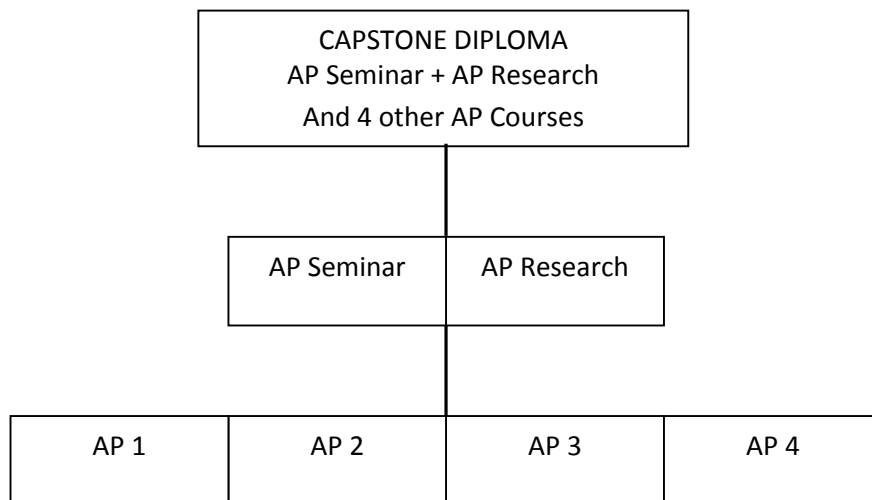 CAPSTONE DIPLOMA
AP Seminar + AP Research
And 4 other AP Courses
AP Seminar
AP Research
AP 1
AP 2
AP 3
AP 4